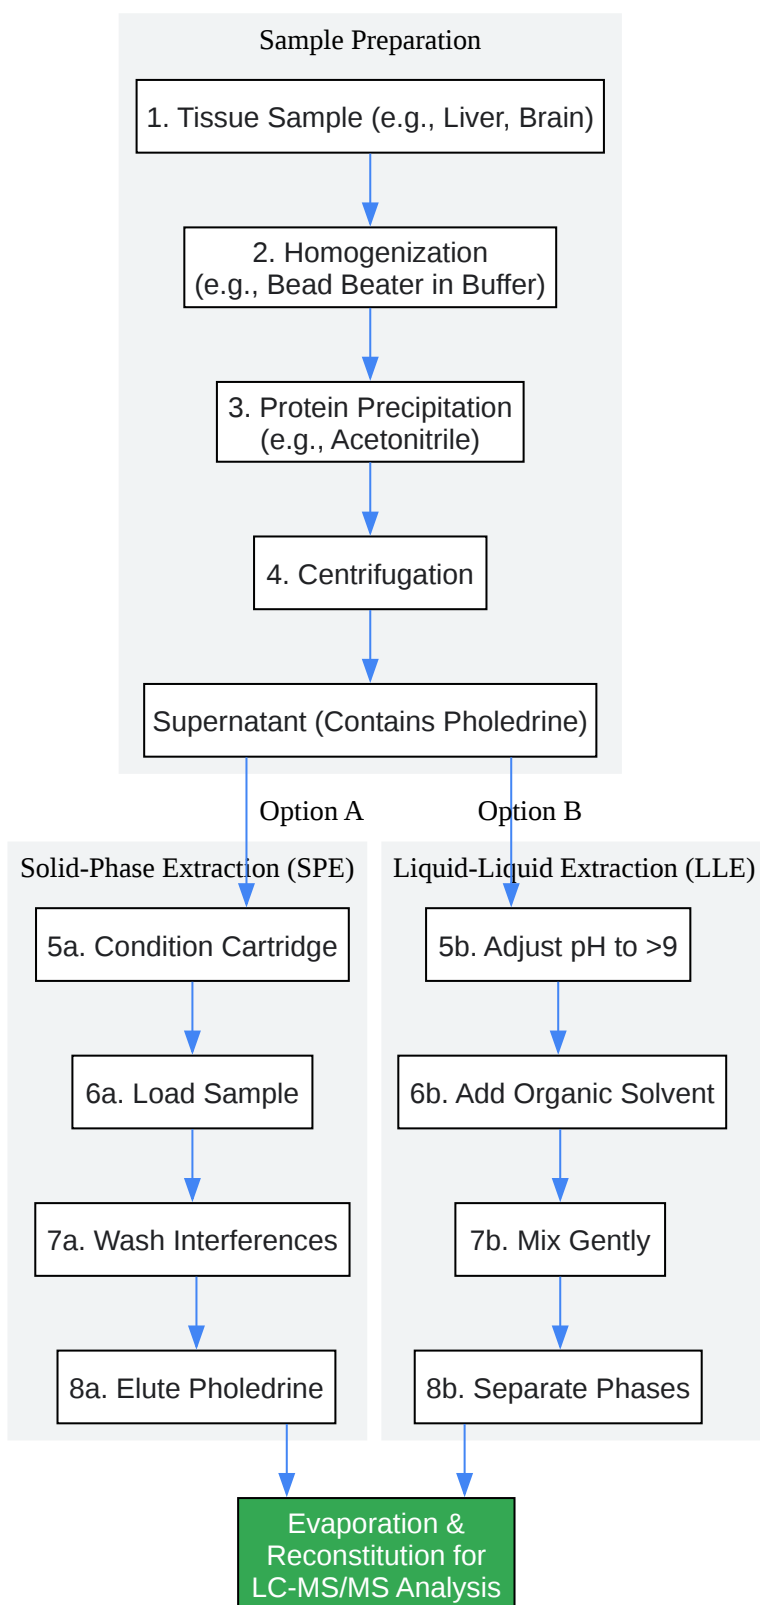 Sample Preparation
1. Tissue Sample (e.g., Liver, Brain)
2. Homogenization
(e.g., Bead Beater in Buffer)
3. Protein Precipitation
(e.g., Acetonitrile)
4. Centrifugation
Supernatant (Contains Pholedrine)
Option A
Option B
Solid-Phase Extraction (SPE)
5a. Condition Cartridge
6a. Load Sample
7a. Wash Interferences
8a. Elute Pholedrine
Liquid-Liquid Extraction (LLE)
5b. Adjust pH to >9
6b. Add Organic Solvent
7b. Mix Gently
8b. Separate Phases
Evaporation &
Reconstitution for
LC-MS/MS Analysis